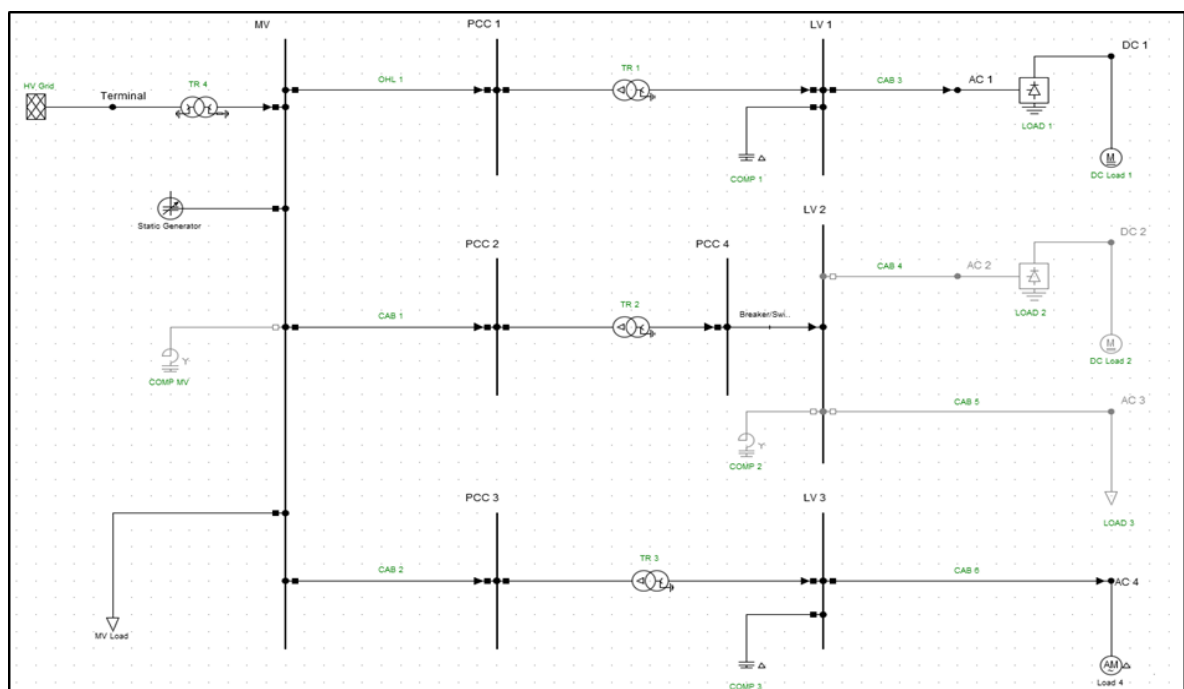 MV
PCC 1
LV 1
DC 1
HV Grid
Terminal
TR 4
OHL 1
TR 1
CAB 3
AC 1
LOAD 1
COMP 1
M
DC Load 1
Static Generator
PCC 2
PCC 4
LV 2
DC 2
CAB 4
AC 2
LOAD 2
CAB 1
TR 2
Breaker/Swi..
M
DC Load 2
COMP MV
CAB 5
AC 3
COMP 2
LOAD 3
PCC 3
LV 3
CAB 2
TR 3
CAB 6
AC 4
MV Load
COMP 3
AM
Load 4